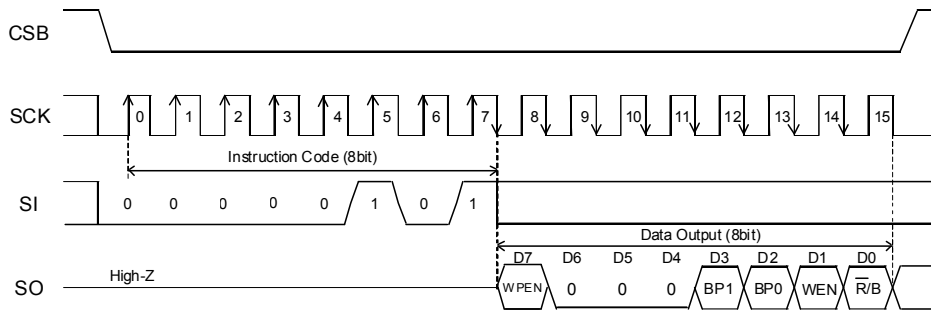 CSB
SCK 0 1 2 3 4 5 6 7 8 9 10 11 12 13 14 15
Instruction Code (8bit)
SI 0 0 0 0 0 1 0 1
Data Output (8bit)
D7 D6 D5 D4 D3 D2 D1 D0
SO High-Z WPEN 0 0 0 BP1 BP0 WEN R̅/B